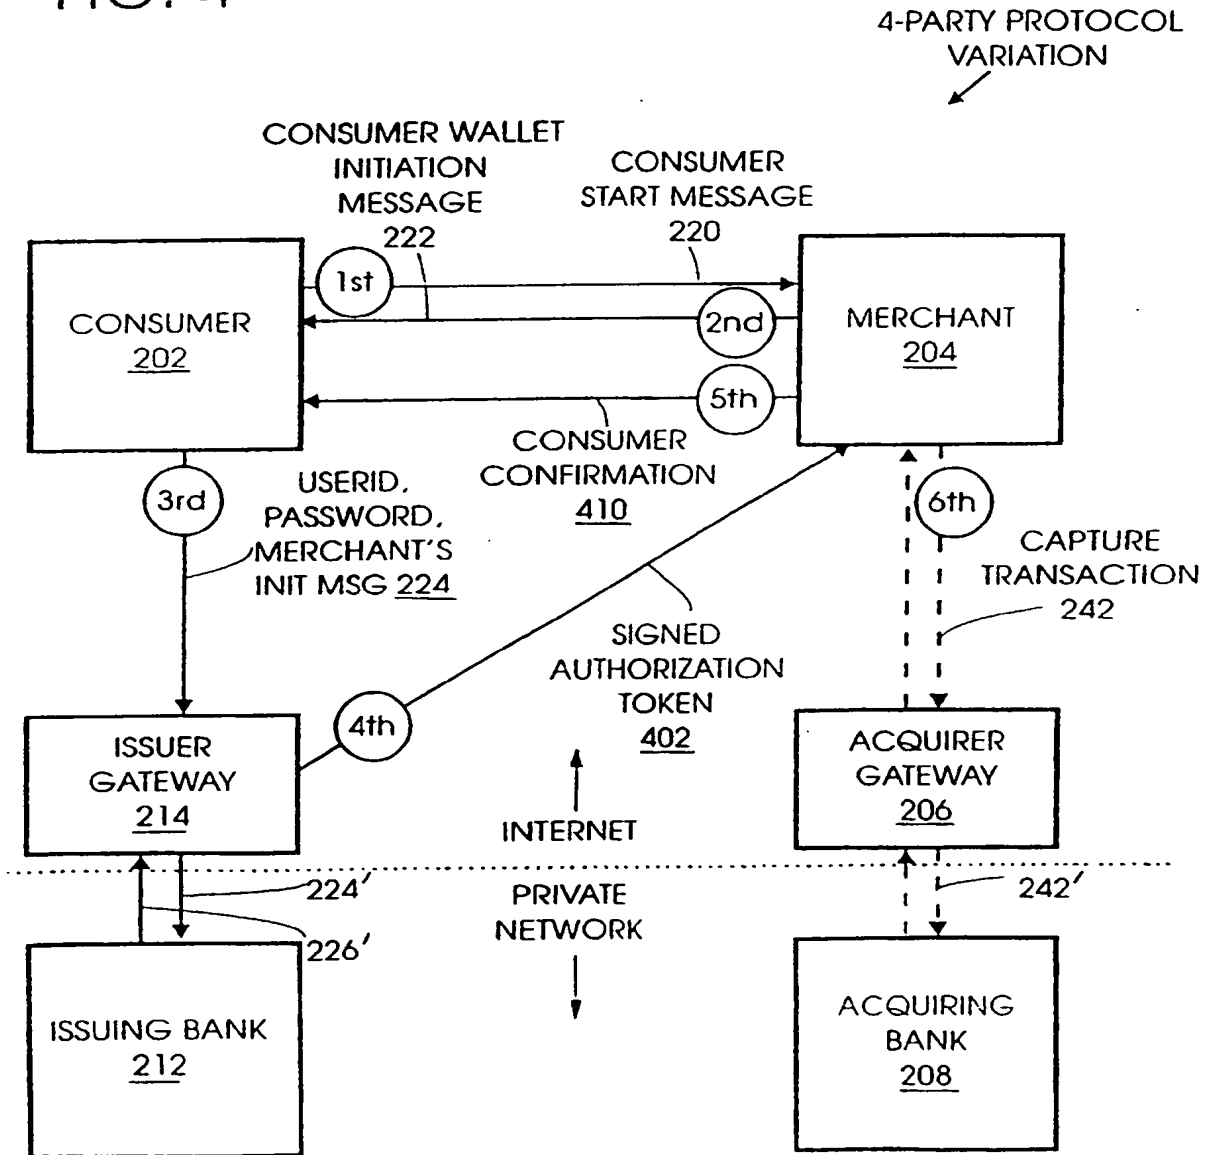 4-PARTY PROTOCOL
VARIATION
CONSUMER WALLET
INITIATION
MESSAGE
222
CONSUMER
START MESSAGE
220
1st
2nd
5th
CONSUMER
202
MERCHANT
204
CONSUMER
CONFIRMATION
410
3rd
USERID,
PASSWORD,
MERCHANT'S
INIT MSG 224
6th
CAPTURE
TRANSACTION
242
SIGNED
AUTHORIZATION
TOKEN
402
4th
ISSUER
GATEWAY
214
ACQUIRER
GATEWAY
206
INTERNET
PRIVATE
NETWORK
224'
226'
242'
ISSUING BANK
212
ACQUIRING
BANK
208